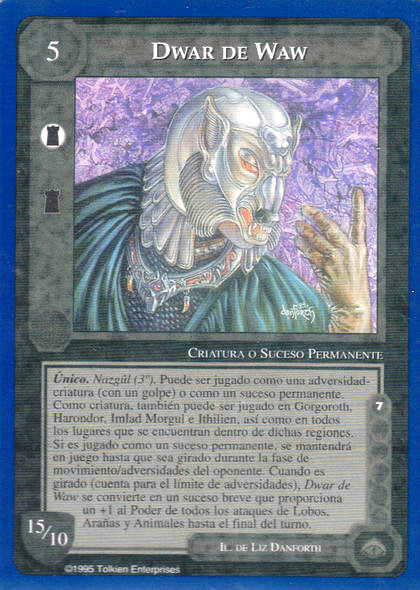 5
DWAR DE WAW
danforth
CRIATURA O SUCESO PERMANENTE
Único. Nazgûl (3º). Puede ser jugado como una adversidad-
criatura (con un golpe) o como un suceso permanente.
Como criatura, también puede ser jugado en Gorgoroth,
Harondor, Imlad Morgul e Ithilien, así como en todos
los lugares que se encuentran dentro de dichas regiones.
Si es jugado como un suceso permanente, se mantendrá
en juego hasta que sea girado durante la fase de
movimiento/adversidades del oponente. Cuando es
girado (cuenta para el límite de adversidades), Dwar de
Waw se convierte en un suceso breve que proporciona
un +1 al Poder de todos los ataques de Lobos,
Arañas y Animales hasta el final del turno.
7
15/10
IL. DE LIZ DANFORTH
©1995 Tolkien Enterprises